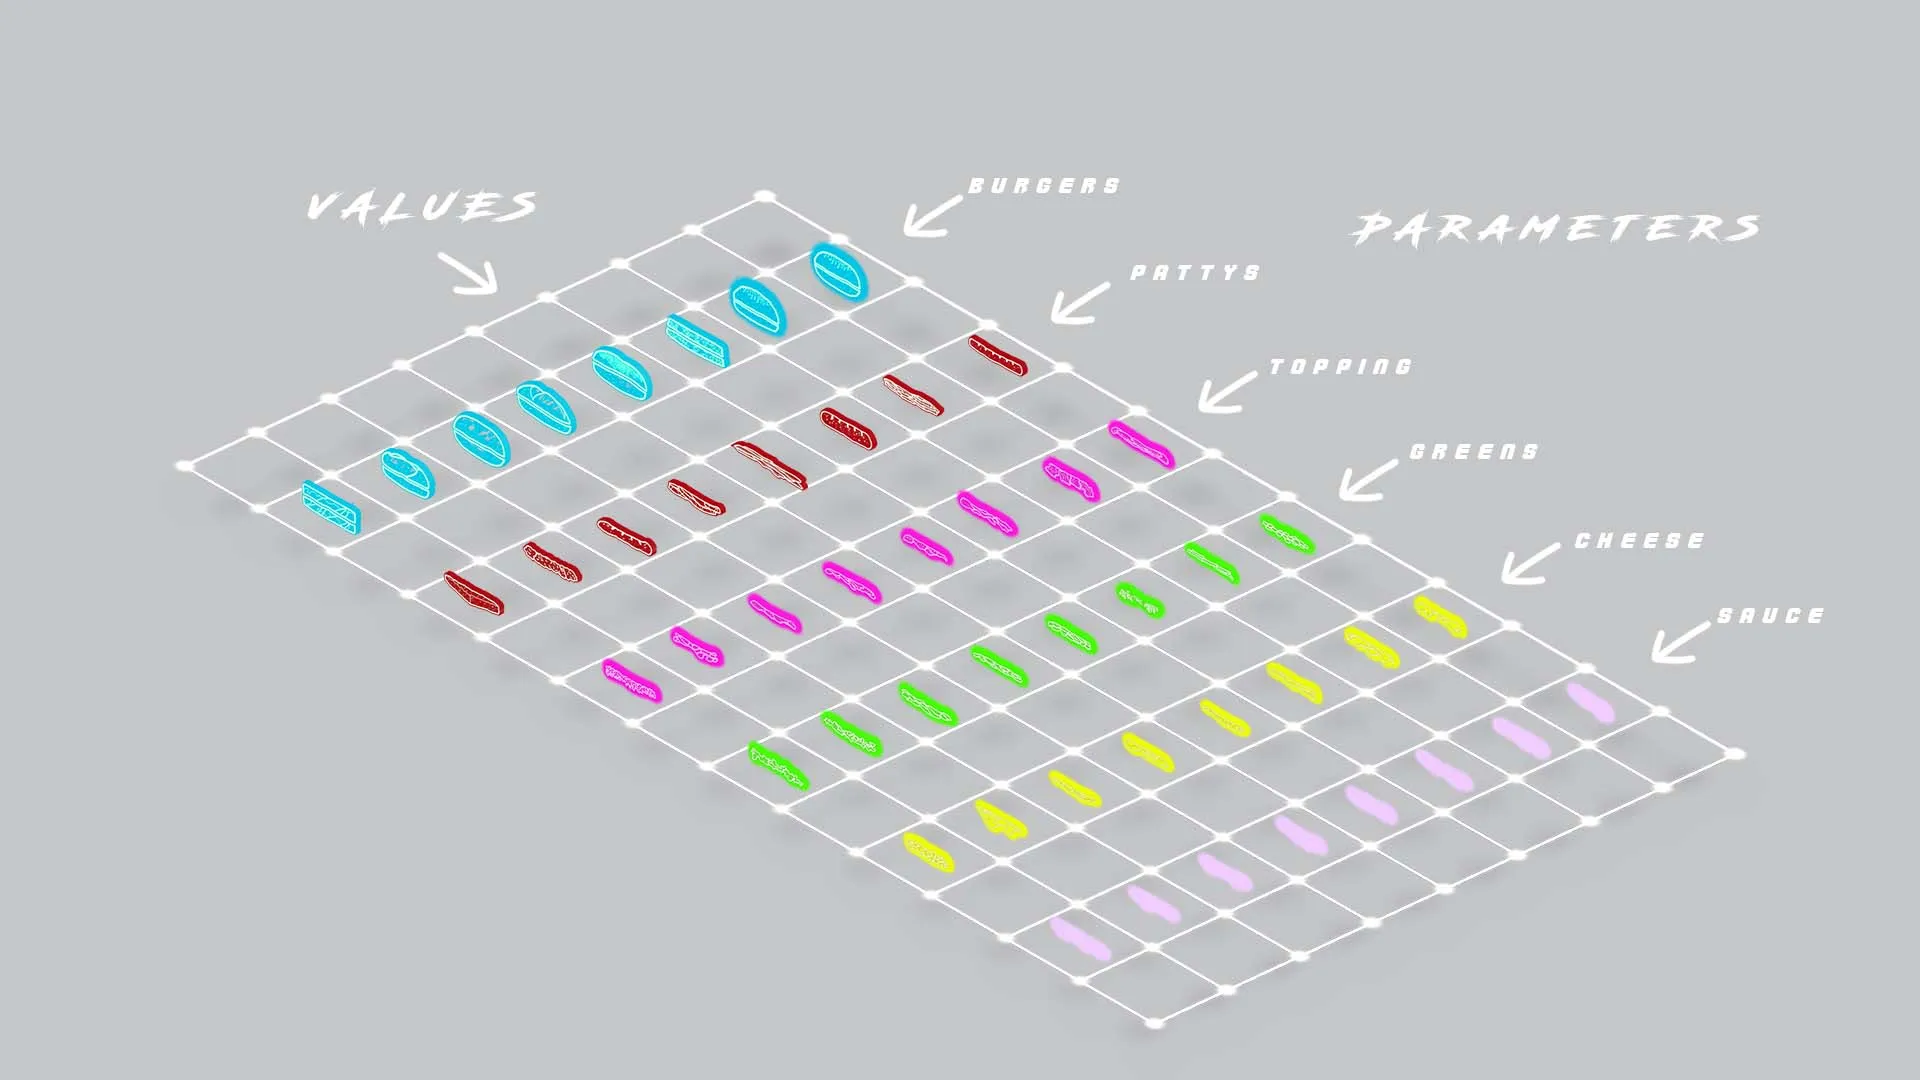 VALUES
BURGERS
PARAMETERS
PATTYS
TOPPING
GREENS
CHEESE
SAUCE